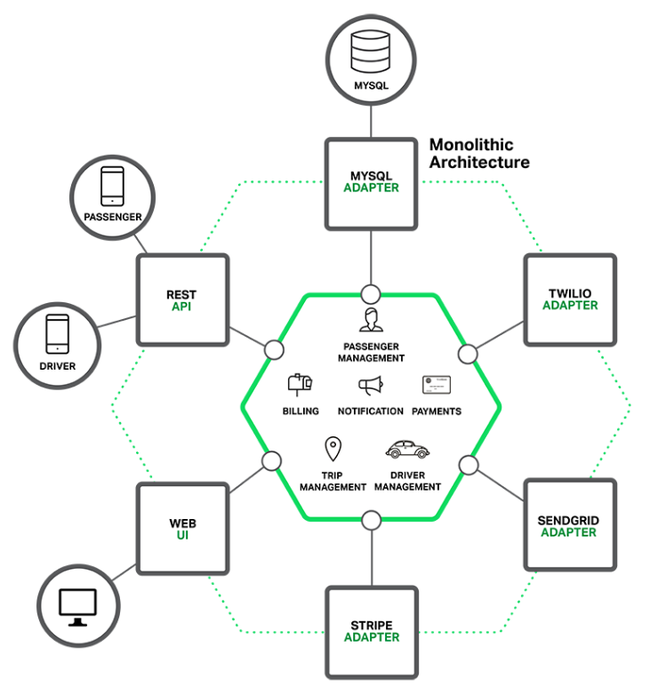 MYSQL
Monolithic
Architecture
MYSQL
ADAPTER
PASSENGER
REST
API
TWILIO
ADAPTER
DRIVER
PASSENGER
MANAGEMENT
BILLING
NOTIFICATION
PAYMENTS
TRIP
MANAGEMENT
DRIVER
MANAGEMENT
WEB
UI
SENDGRID
ADAPTER
STRIPE
ADAPTER